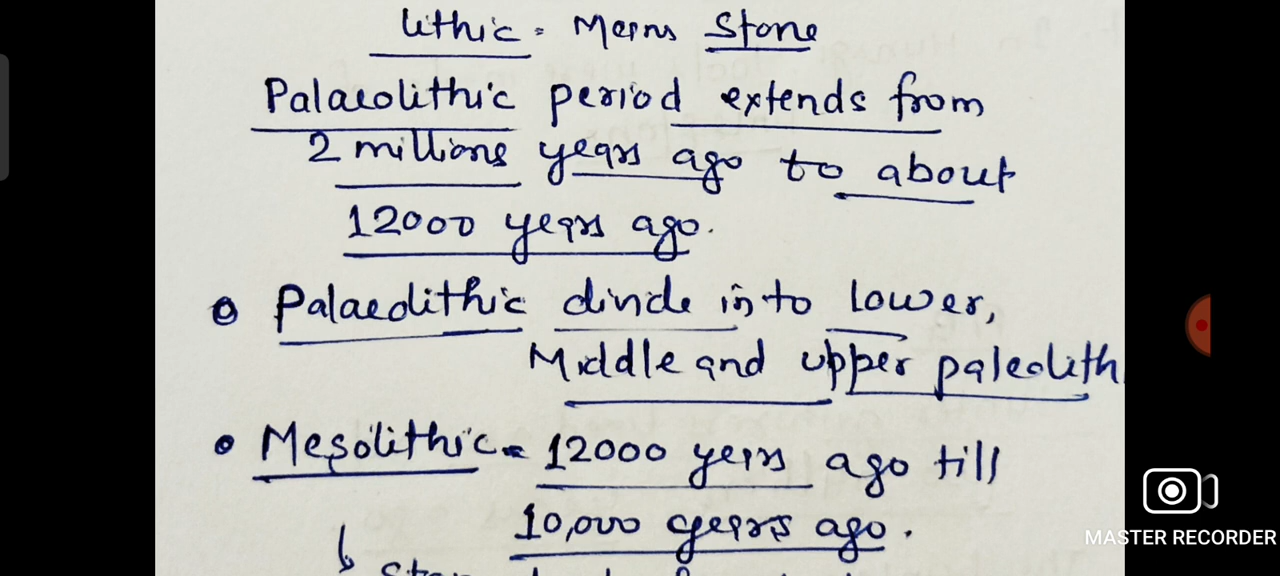 lithic = Means Stone
Palaeolithic period extends from
2 millions years ago to about
12000 years ago.
Palaeolithic divide into lower,
Middle and upper paleolith
Mesolithic = 12000 years ago till
10,000 years ago.
MASTER RECORDER